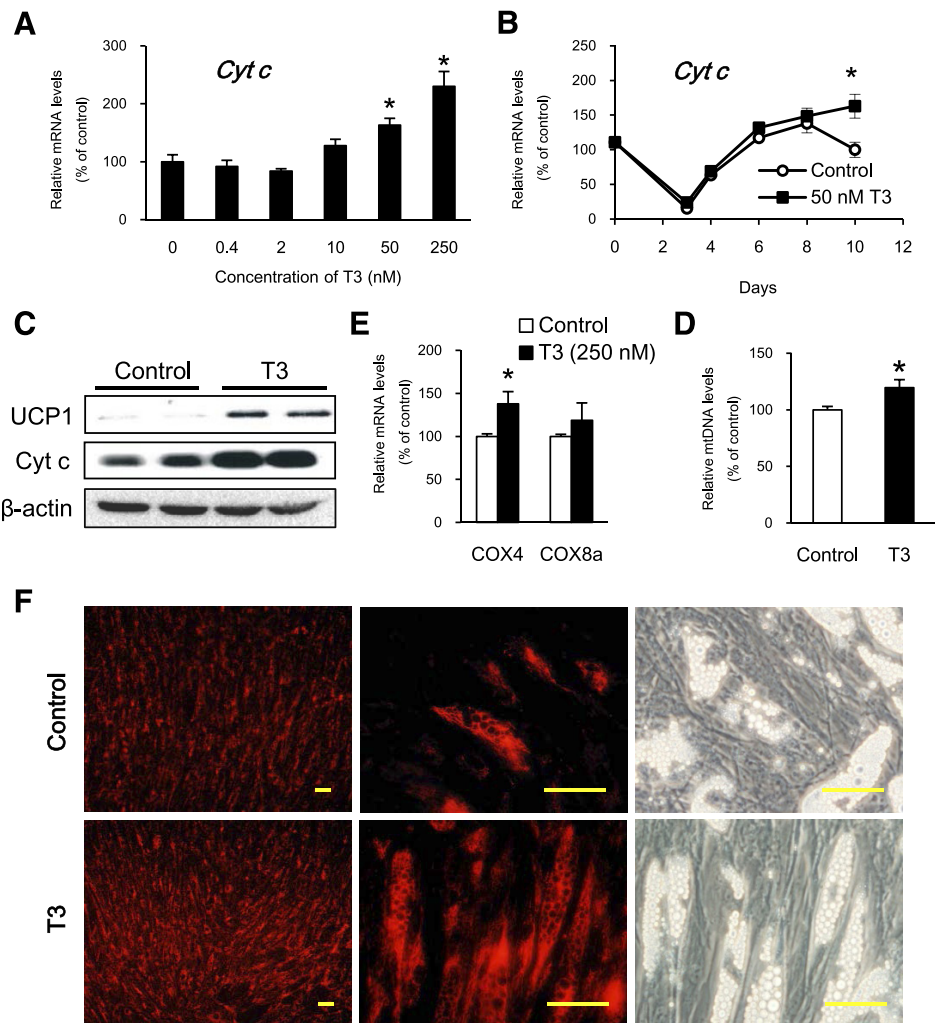 A
Relative mRNA levels
(% of control)
300
200
100
0
Cyt c
*
*
0 0.4 2 10 50 250
Concentration of T3 (nM)
B
Relative mRNA levels
(% of control)
250
200
150
100
50
0
Cyt c
*
Control
50 nM T3
0 2 4 6 8 10 12
Days
C
Control T3
UCP1
Cyt c
β-actin
E
Control
T3 (250 nM)
Relative mRNA levels
(% of control)
200
150
100
50
0
*
COX4 COX8a
D
Relative mtDNA levels
(% of control)
150
100
50
0
*
Control T3
F
Control
T3